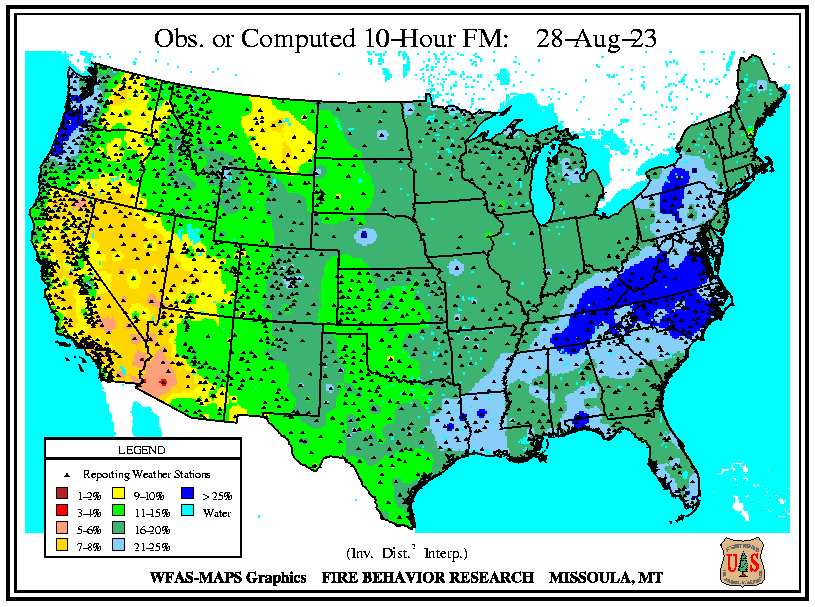 Obs. or Computed 10-Hour FM: 28-Aug-23
LEGEND
Reporting Weather Stations
1-2% 9-10% > 25%
3-4% 11-15% Water
5-6% 16-20%
7-8% 21-25%
(Inv. Dist.² Interp.)
WFAS-MAPS Graphics FIRE BEHAVIOR RESEARCH MISSOULA, MT
U S